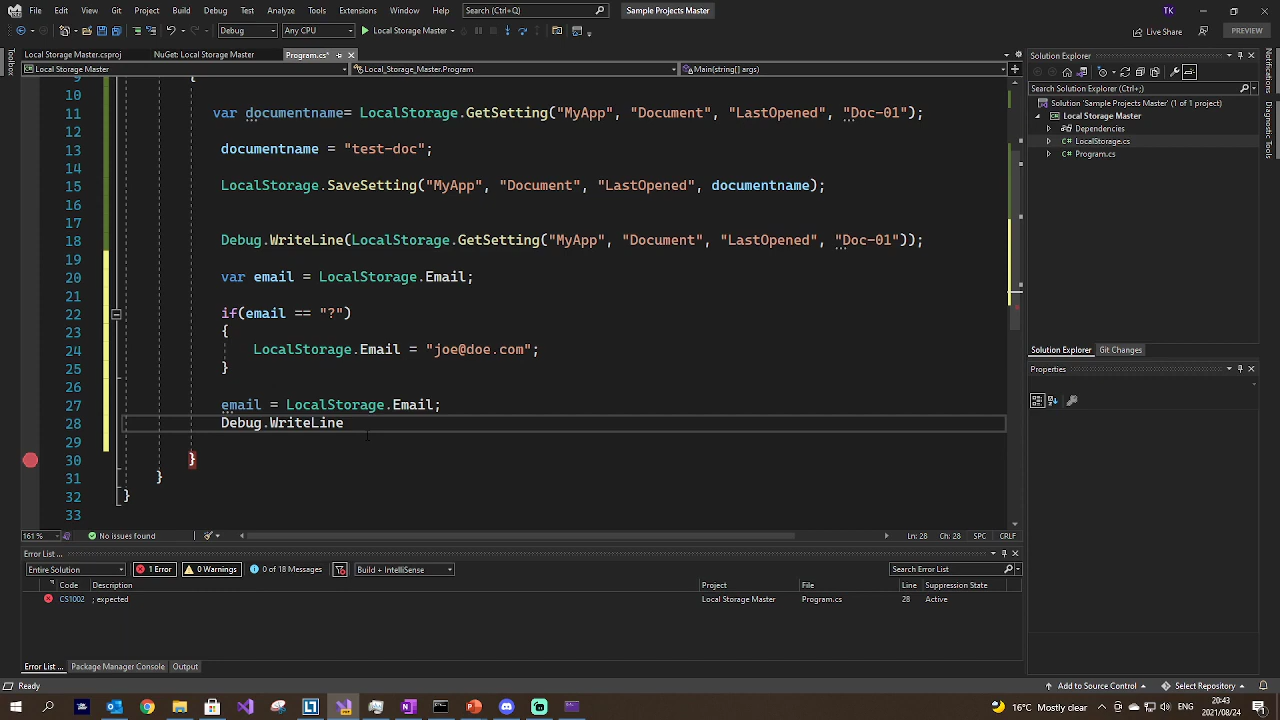 File Edit View Git Project Build Debug Test Analyze Tools Extensions Window Help Search (Ctrl+Q) Sample Projects Master TK
Debug Any CPU Local Storage Master Live Share PREVIEW
Toolbox
Local Storage Master.csproj NuGet: Local Storage Master Program.cs*
Local Storage Master Local_Storage_Master.Program Main(string[] args)
9 {
10
11 var documentname= LocalStorage.GetSetting("MyApp", "Document", "LastOpened", "Doc-01");
12
13 documentname = "test-doc";
14
15 LocalStorage.SaveSetting("MyApp", "Document", "LastOpened", documentname);
16
17
18 Debug.WriteLine(LocalStorage.GetSetting("MyApp", "Document", "LastOpened", "Doc-01"));
19
20 var email = LocalStorage.Email;
21
22 if(email == "?")
23 {
24 LocalStorage.Email = "joe@doe.com";
25 }
26
27 email = LocalStorage.Email;
28 Debug.WriteLine
29
30 }
31 }
32 }
33
161 % No issues found Ln: 28 Ch: 28 SPC CRLF
Solution Explorer
Search Solution Explorer (Ctrl+;)
Solution 'Sample Projects Master' (1 of 1 project)
Local Storage Master
Dependencies
LocalStorage.cs
Program.cs
Solution Explorer Git Changes
Properties
Notifications
Diagnostic Tools
Error List ...
Entire Solution 1 Error 0 Warnings 0 of 18 Messages Build + IntelliSense Search Error List
Code Description Project File Line Suppression State
CS1002 ; expected Local Storage Master Program.cs 28 Active
Error List ... Package Manager Console Output
Ready Add to Source Control Select Repository
16°C Mostly clear ENG 20:43 2021/08/24